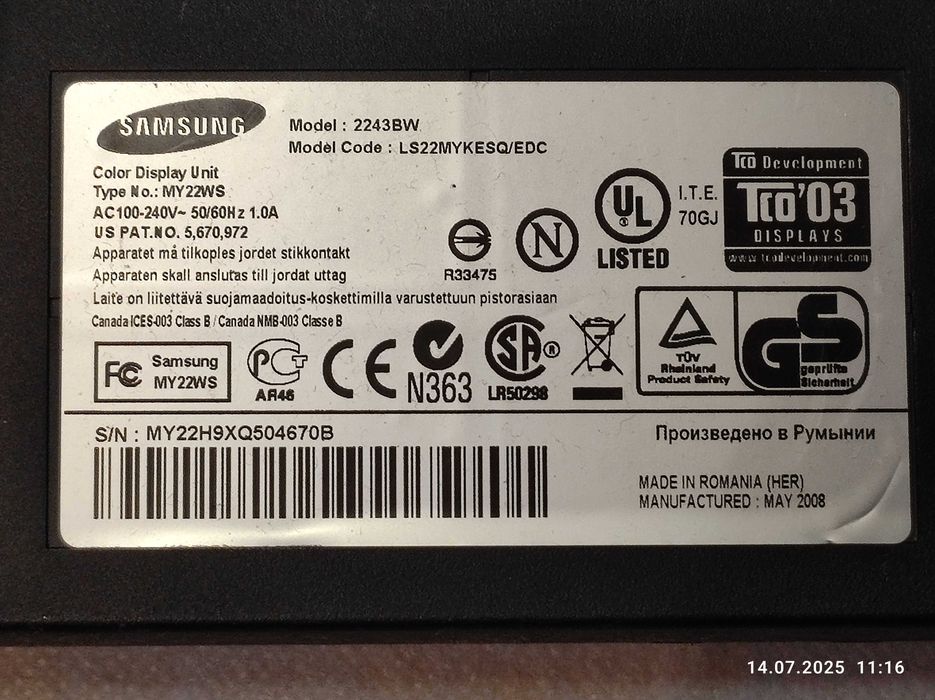 SAMSUNG
Model : 2243BW
Model Code : LS22MYKESQ/EDC
Color Display Unit
Type No.: MY22WS
AC100-240V~ 50/60Hz 1.0A
US PAT.NO. 5,670,972
Apparatet må tilkoples jordet stikkontakt
Apparaten skall anslutas till jordat uttag
Laite on liitettävä suojamaadoitus-koskettimilla varustettuun pistorasiaan
Canada ICES-003 Class B / Canada NMB-003 Classe B
R33475
N
UL
LISTED
I.T.E.
70GJ
TCO Development
TCO'03
DISPLAYS
www.tcodevelopment.com
FC
Samsung
MY22WS
PCT
AR46
CE
N363
SA ®
LR50298
TÜV
Rheinland
Product Safety
GS
geprüfte
Sicherheit
S/N : MY22H9XQ504670B
Произведено в Румынии
MADE IN ROMANIA (HER)
MANUFACTURED : MAY 2008
14.07.2025 11:16